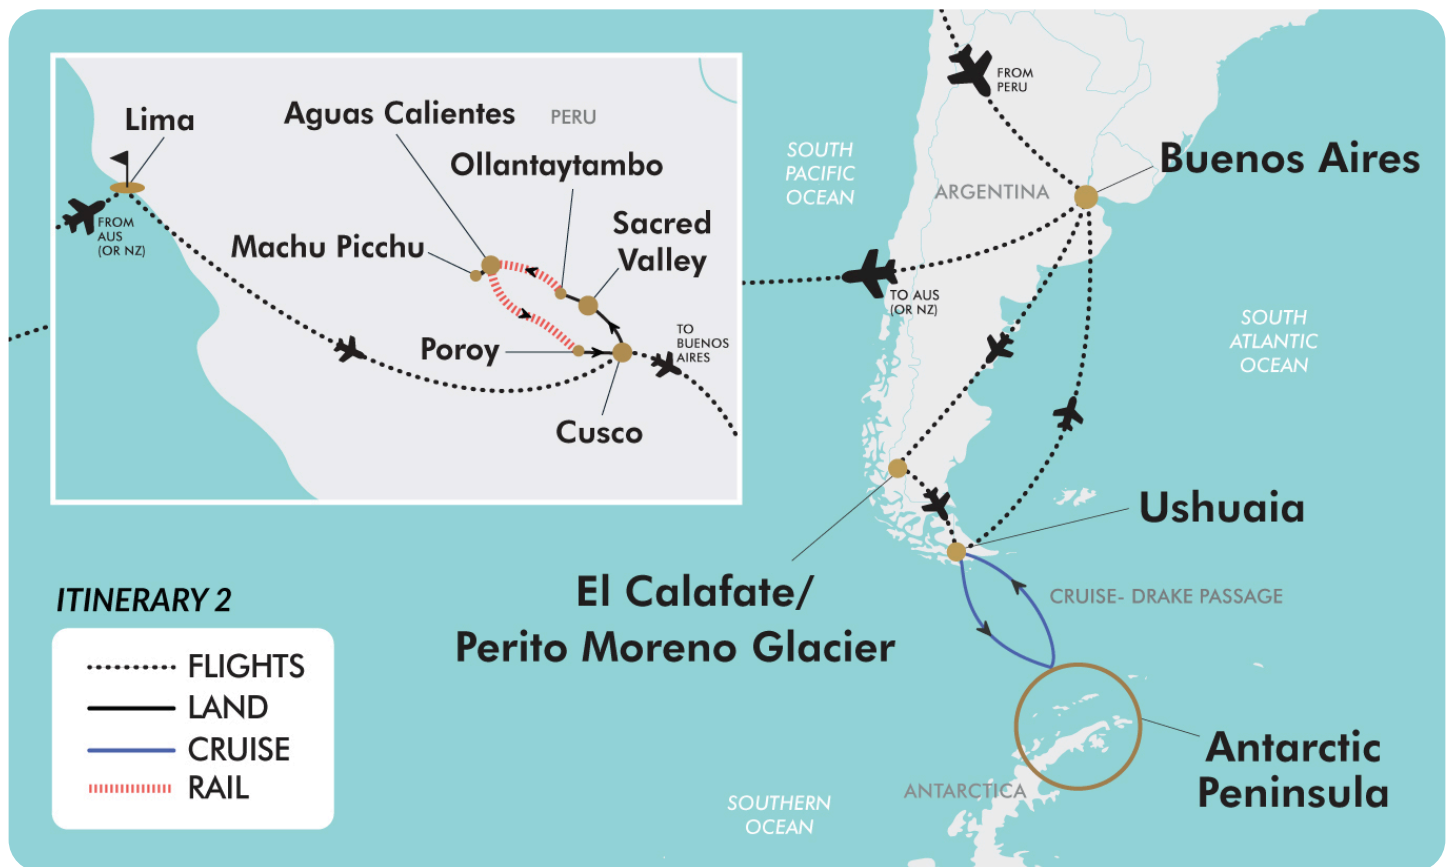 Lima
Aguas Calientes
PERU
Ollantaytambo
FROM
AUS
(OR NZ)
Machu Picchu
Sacred
Valley
Poroy
TO
BUENOS
AIRES
Cusco
FROM
PERU
SOUTH
PACIFIC
OCEAN
ARGENTINA
Buenos Aires
TO AUS
(OR NZ)
SOUTH
ATLANTIC
OCEAN
Ushuaia
El Calafate/
Perito Moreno Glacier
CRUISE- DRAKE PASSAGE
ITINERARY 2
FLIGHTS
LAND
CRUISE
RAIL
Antarctic
Peninsula
ANTARCTICA
SOUTHERN
OCEAN